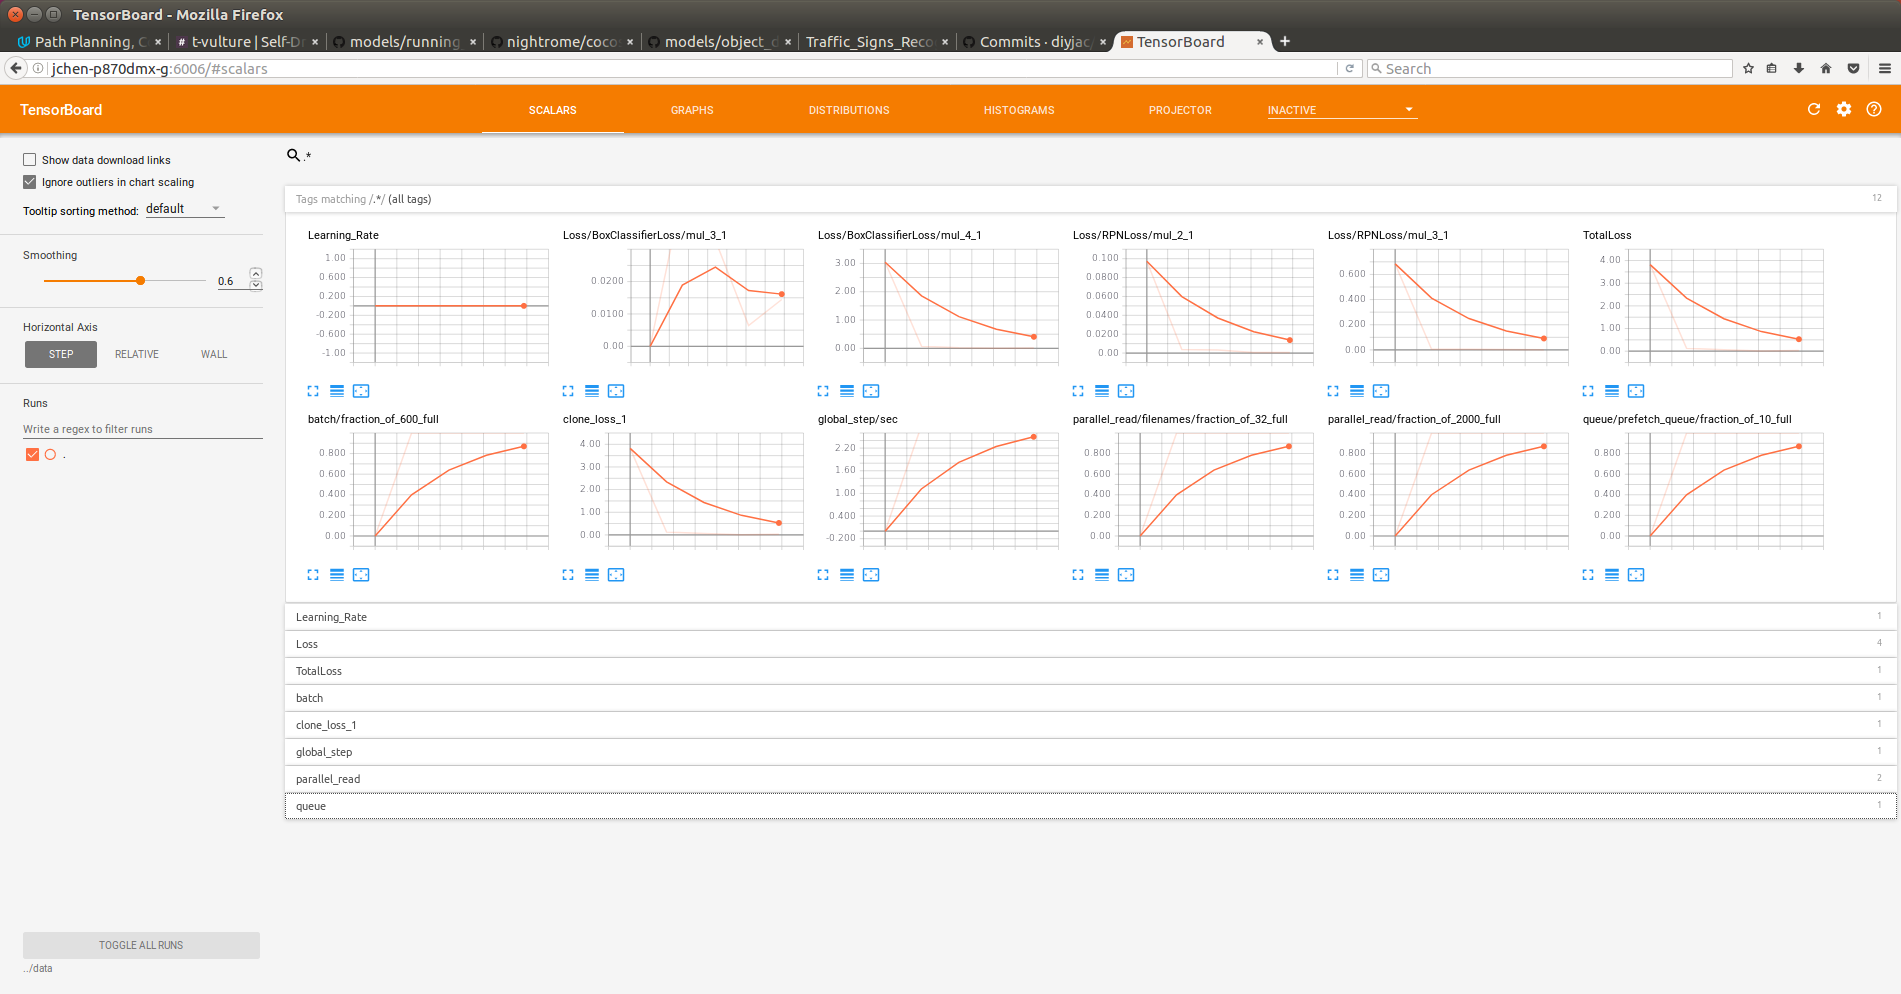 TensorBoard - Mozilla Firefox
Path Planning, C
t-vulture | Self-Dr
models/running
nightrome/coco
models/object_d
Traffic_Signs_Reco
Commits · diyjac/
TensorBoard
jchen-p870dmx-g:6006/#scalars
Search
TensorBoard
SCALARS
GRAPHS
DISTRIBUTIONS
HISTOGRAMS
PROJECTOR
INACTIVE
Show data download links
Ignore outliers in chart scaling
Tooltip sorting method: default
Smoothing
0.6
Horizontal Axis
STEP
RELATIVE
WALL
Runs
Write a regex to filter runs
.
TOGGLE ALL RUNS
../data
.*
Tags matching /.*/ (all tags)
12
Learning_Rate
1.00
0.600
0.200
-0.200
-0.600
-1.00
Loss/BoxClassifierLoss/mul_3_1
0.0200
0.0100
0.00
Loss/BoxClassifierLoss/mul_4_1
3.00
2.00
1.00
0.00
Loss/RPNLoss/mul_2_1
0.100
0.0800
0.0600
0.0400
0.0200
0.00
Loss/RPNLoss/mul_3_1
0.600
0.400
0.200
0.00
TotalLoss
4.00
3.00
2.00
1.00
0.00
batch/fraction_of_600_full
0.800
0.600
0.400
0.200
0.00
clone_loss_1
4.00
3.00
2.00
1.00
0.00
global_step/sec
2.20
1.60
1.00
0.400
-0.200
parallel_read/filenames/fraction_of_32_full
0.800
0.600
0.400
0.200
0.00
parallel_read/fraction_of_2000_full
0.800
0.600
0.400
0.200
0.00
queue/prefetch_queue/fraction_of_10_full
0.800
0.600
0.400
0.200
0.00
Learning_Rate 1
Loss 4
TotalLoss 1
batch 1
clone_loss_1 1
global_step 1
parallel_read 2
queue 1